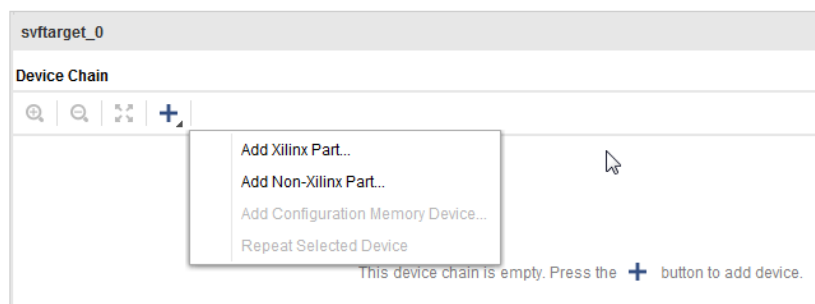 svftarget_0
Device Chain
Add Xilinx Part...
Add Non-Xilinx Part...
Add Configuration Memory Device...
Repeat Selected Device
This device chain is empty. Press the button to add device.